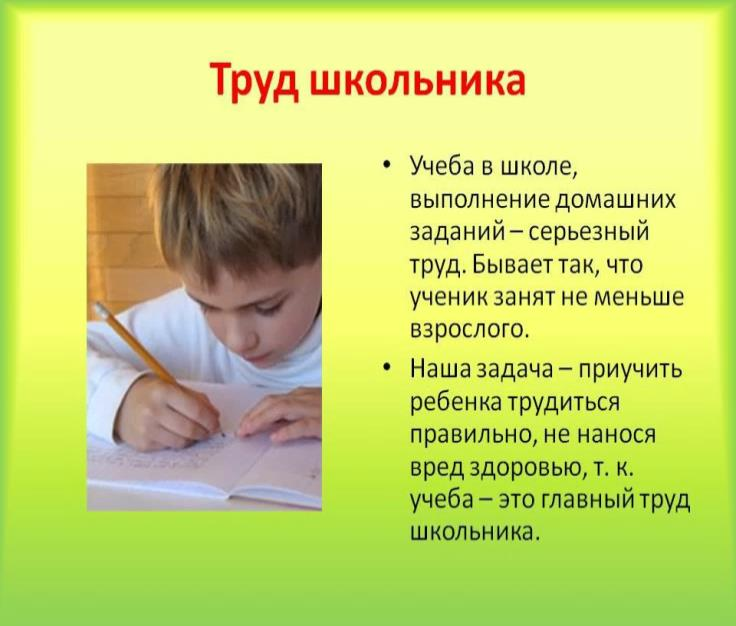 Труд школьника
• Учеба в школе,
выполнение домашних
заданий – серьезный
труд. Бывает так, что
ученик занят не меньше
взрослого.
• Наша задача – приучить
ребенка трудиться
правильно, не нанося
вред здоровью, т. к.
учеба – это главный труд
школьника.